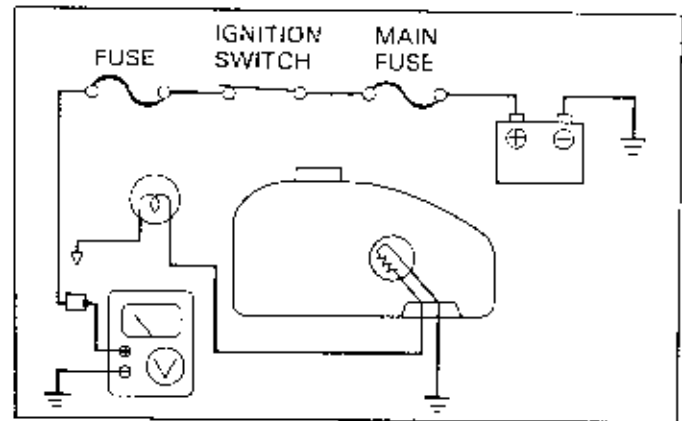 FUSE
IGNITION
SWITCH
MAIN
FUSE
⊕ ⊖
⊕
⊖
V